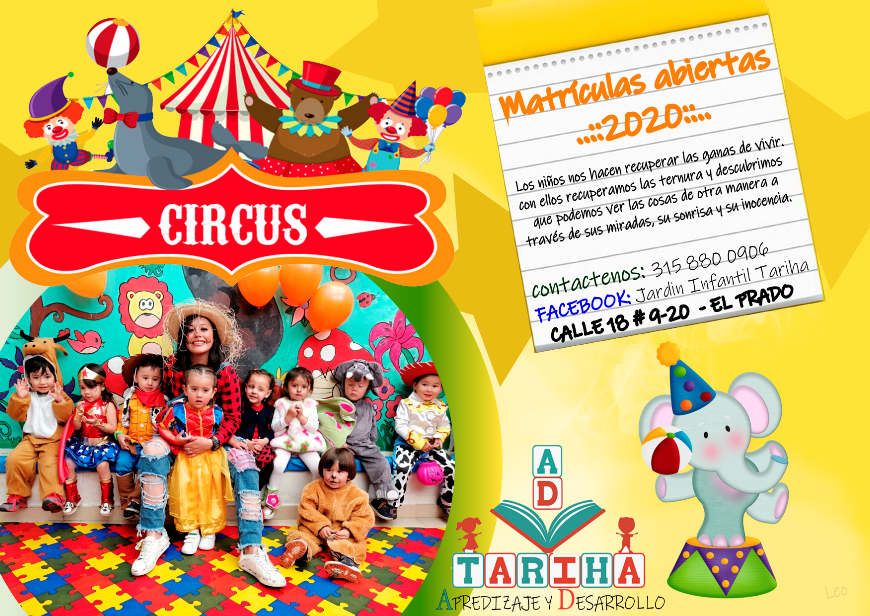 CIRCUS
Matrículas abiertas
..:::2020:::..
Los niños nos hacen recuperar las ganas de vivir.
con ellos recuperamos las ternura y descubrimos
que podemos ver las cosas de otra manera a
través de sus miradas, su sonrisa y su inocencia.
contactenos: 315 880 0906
FACEBOOK: Jardin Infantil Tariha
CALLE 18 # 9-20 - EL PRADO
A
D
TARIHA
APREDIZAJE Y DESARROLLO
Leo